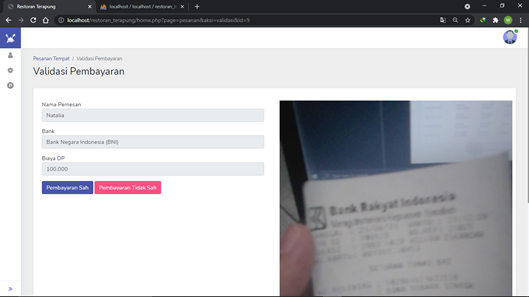 Restoran Terapung
localhost / localhost / restoran_t
localhost/restoran_terapung/home.php?page=pesanan&aksi=validasi&id=9
Pesanan Tempat / Validasi Pembayaran
Validasi Pembayaran
Nama Pemesan
Natalia
Bank
Bank Negara Indonesia (BNI)
Biaya DP
100.000
Pembayaran Sah
Pembayaran Tidak Sah
Bank Rakyat Indonesia